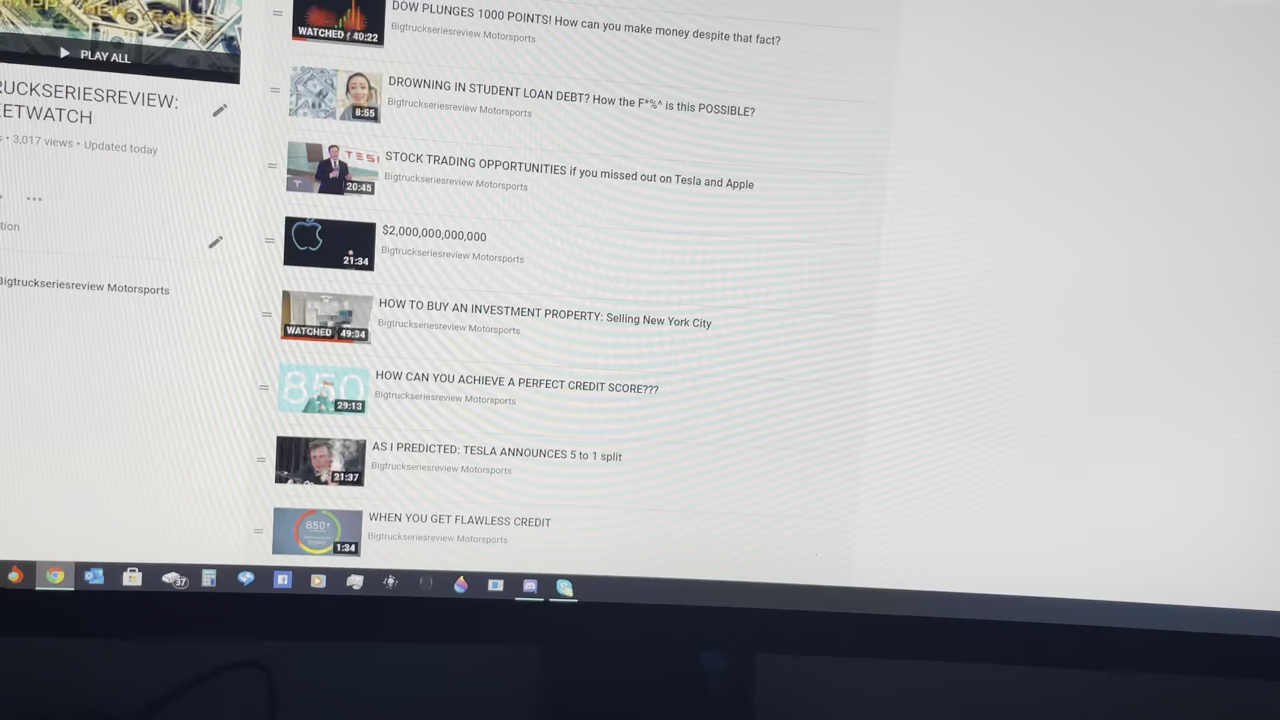 HAPPY NEW YEAR
PLAY ALL
RUCKSERIESREVIEW:
EETWATCH
s • 3,017 views • Updated today
tion
Bigtruckseriesreview Motorsports
DOW PLUNGES 1000 POINTS! How can you make money despite that fact?
Bigtruckseriesreview Motorsports
WATCHED
40:22
DROWNING IN STUDENT LOAN DEBT? How the F*%^ is this POSSIBLE?
Bigtruckseriesreview Motorsports
8:55
STOCK TRADING OPPORTUNITIES if you missed out on Tesla and Apple
Bigtruckseriesreview Motorsports
TESL
T
20:45
$2,000,000,000,000
Bigtruckseriesreview Motorsports
21:34
HOW TO BUY AN INVESTMENT PROPERTY: Selling New York City
Bigtruckseriesreview Motorsports
WATCHED
49:34
HOW CAN YOU ACHIEVE A PERFECT CREDIT SCORE???
Bigtruckseriesreview Motorsports
850
29:13
AS I PREDICTED: TESLA ANNOUNCES 5 to 1 split
Bigtruckseriesreview Motorsports
21:37
WHEN YOU GET FLAWLESS CREDIT
Bigtruckseriesreview Motorsports
850
1:34
37